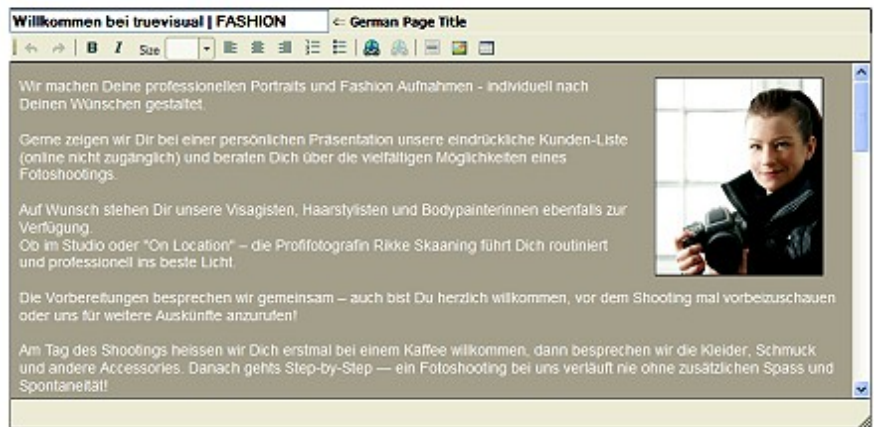 Willkommen bei truevisual | FASHION
<= German Page Title
B I Size
Wir machen Deine professionellen Portraits und Fashion Aufnahmen - individuell nach
Deinen Wünschen gestaltet.
Gerne zeigen wir Dir bei einer persönlichen Präsentation unsere eindrückliche Kunden-Liste
(online nicht zugänglich) und beraten Dich über die vielfältigen Möglichkeiten eines
Fotoshootings.
Auf Wunsch stehen Dir unsere Visagisten, Haarstylisten und Bodypainterinnen ebenfalls zur
Verfügung.
Ob im Studio oder "On Location" – die Profifotografin Rikke Skaaning führt Dich routiniert
und professionell ins beste Licht.
Die Vorbereitungen besprechen wir gemeinsam – auch bist Du herzlich willkommen, vor dem Shooting mal vorbeizuschauen
oder uns für weitere Auskünfte anzurufen!
Am Tag des Shootings heissen wir Dich erstmal bei einem Kaffee willkommen, dann besprechen wir die Kleider, Schmuck
und andere Accessories. Danach gehts Step-by-Step — ein Fotoshooting bei uns verläuft nie ohne zusätzlichen Spass und
Spontaneität!